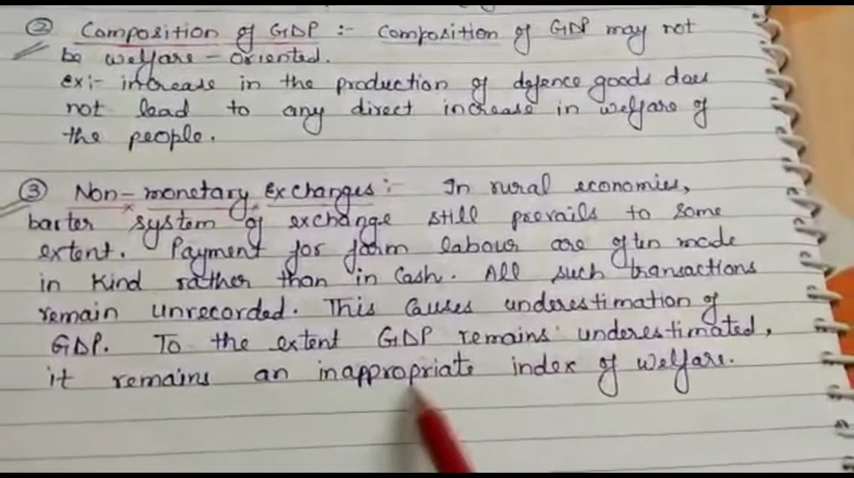 ② Composition of GDP :- Composition of GDP may not
be welfare-oriented.
ex:- increase in the production of defence goods does
not lead to any direct increase in welfare of
the people.
③ Non-monetary exchanges:- In rural economies,
barter system of exchange still prevails to some
extent. Payment for farm labour are often made
in kind rather than in cash. All such transactions
remain unrecorded. This causes underestimation of
GDP. To the extent GDP remains underestimated,
it remains an inappropriate index of welfare.